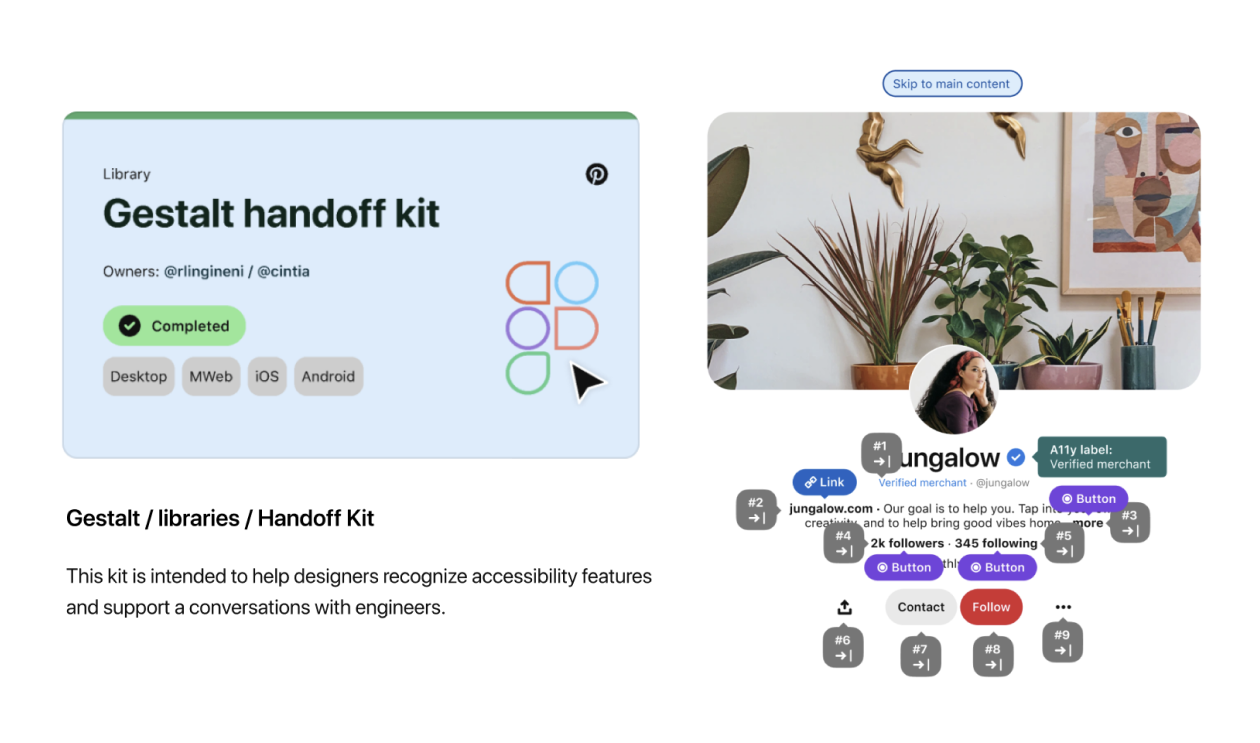 Library
Gestalt handoff kit
Owners: @rlingineni / @cintia
Completed
Desktop
MWeb
iOS
Android
Gestalt / libraries / Handoff Kit
This kit is intended to help designers recognize accessibility features
and support a conversations with engineers.
Skip to main content
#1
ungalow
A11y label:
Verified merchant
Link
Verified merchant · @jungalow
Button
#2
jungalow.com · Our goal is to help you. Tap into
creativity, and to help bring good vibes home. more
#3
#4
2k followers · 345 following
#5
Button
Button
Contact
Follow
#6
#7
#8
#9